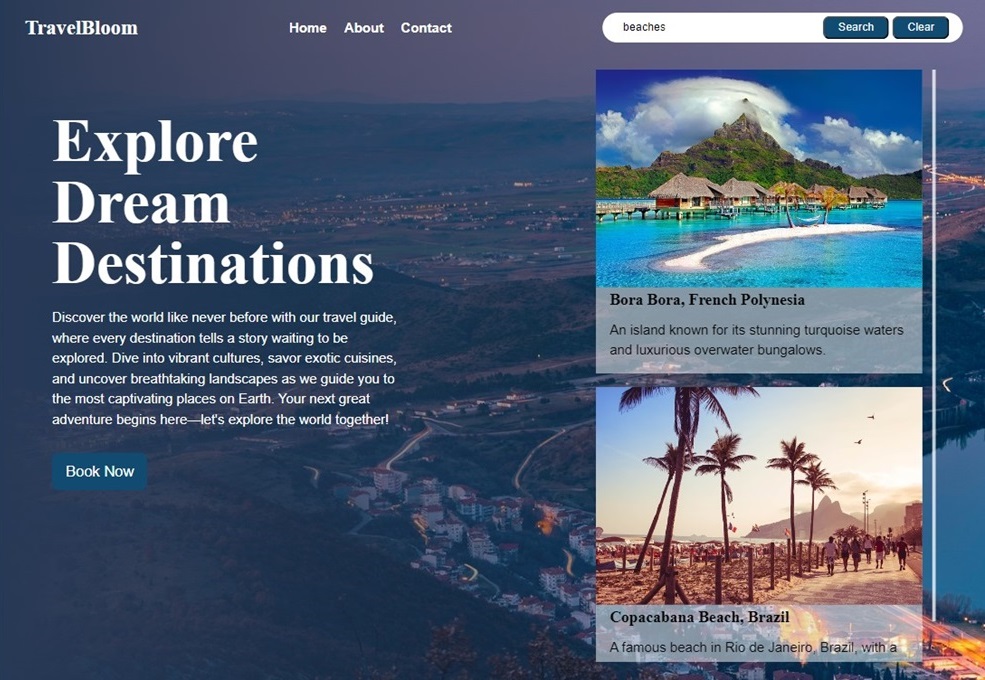 TravelBloom
Home About Contact
beaches
Search Clear
Explore
Dream
Destinations
Discover the world like never before with our travel guide,
where every destination tells a story waiting to be
explored. Dive into vibrant cultures, savor exotic cuisines,
and uncover breathtaking landscapes as we guide you to
the most captivating places on Earth. Your next great
adventure begins here—let's explore the world together!
Book Now
Bora Bora, French Polynesia
An island known for its stunning turquoise waters
and luxurious overwater bungalows.
Copacabana Beach, Brazil
A famous beach in Rio de Janeiro, Brazil, with a